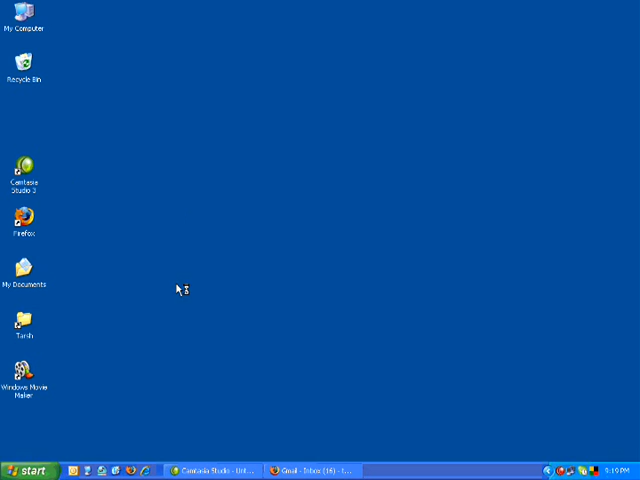 My Computer
Recycle Bin
Camtasia
Studio 3
Firefox
My Documents
Tarsh
Windows Movie
Maker
start
Camtasia Studio - Unt...
Gmail - Inbox (16) - t...
9:19 PM